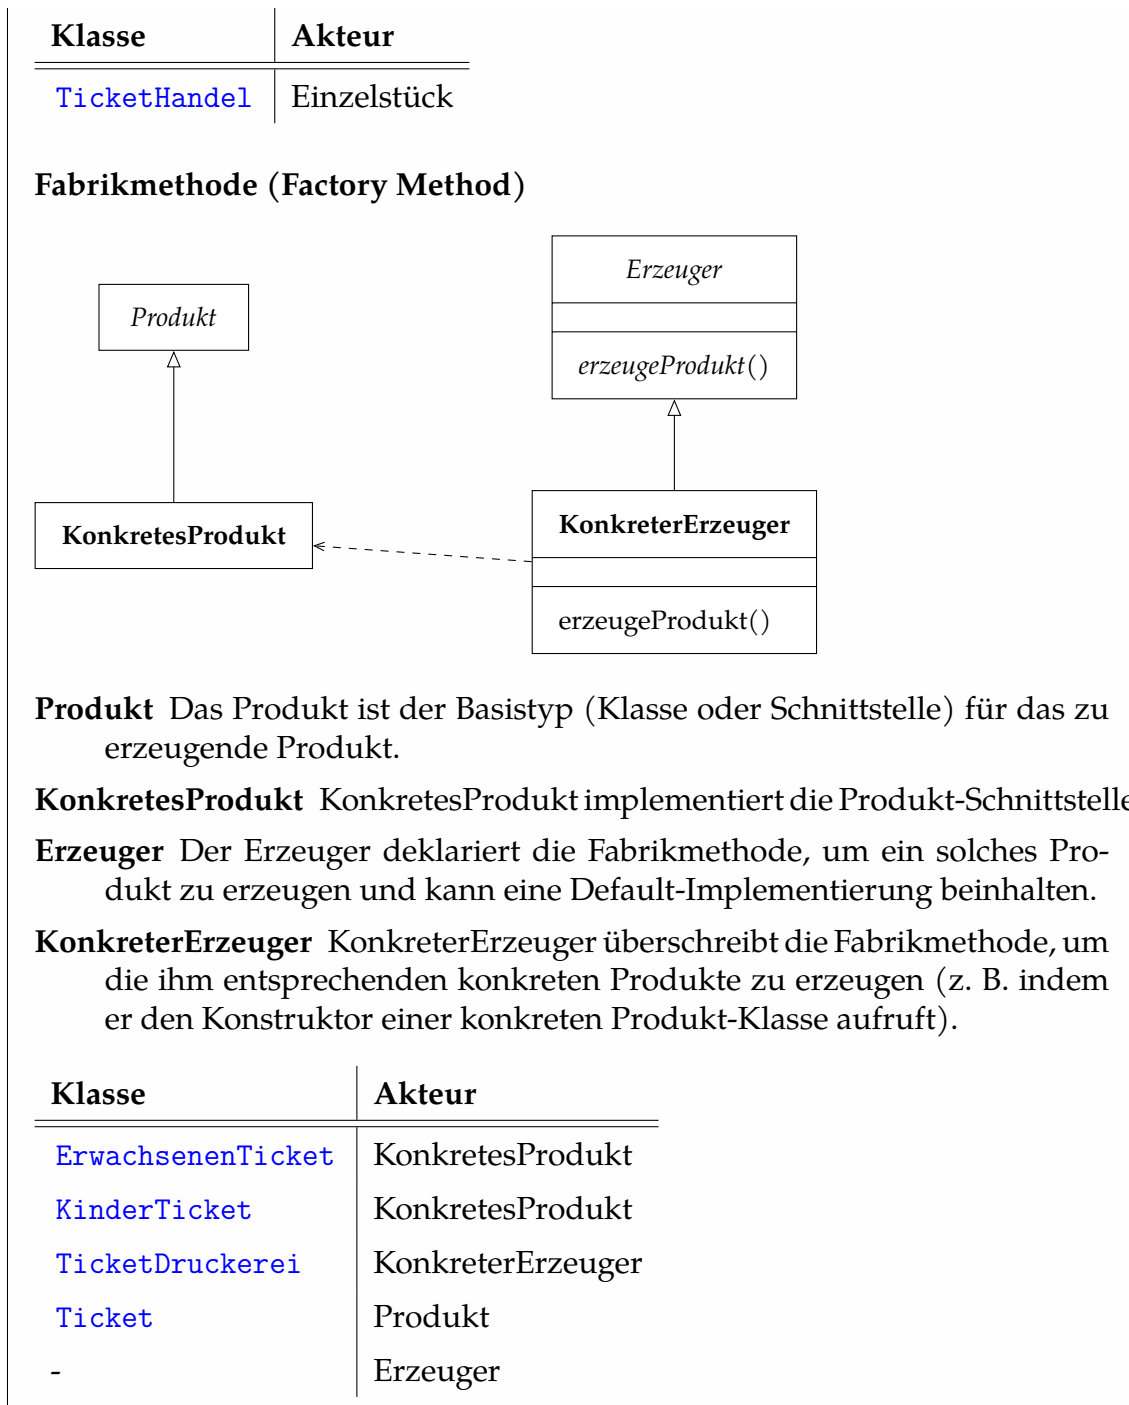 Klasse Akteur
TicketHandel Einzelstück
Fabrikmethode (Factory Method)
Erzeuger
Produkt
erzeugeProdukt()
KonkretesProdukt
KonkreterErzeuger
erzeugeProdukt()
Produkt Das Produkt ist der Basistyp (Klasse oder Schnittstelle) für das zu
erzeugende Produkt.
KonkretesProdukt KonkretesProdukt implementiert die Produkt-Schnittstelle
Erzeuger Der Erzeuger deklariert die Fabrikmethode, um ein solches Pro-
dukt zu erzeugen und kann eine Default-Implementierung beinhalten.
KonkreterErzeuger KonkreterErzeuger überschreibt die Fabrikmethode, um
die ihm entsprechenden konkreten Produkte zu erzeugen (z. B. indem
er den Konstruktor einer konkreten Produkt-Klasse aufruft).
Klasse Akteur
ErwachsenenTicket KonkretesProdukt
KinderTicket KonkretesProdukt
TicketDruckerei KonkreterErzeuger
Ticket Produkt
- Erzeuger